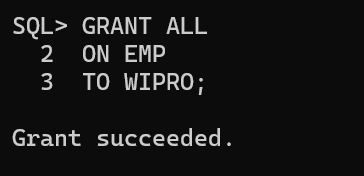 SQL> GRANT ALL
  2  ON EMP
  3  TO WIPRO;
Grant succeeded.